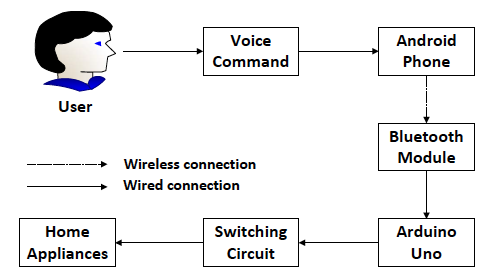 Voice
Command
Android
Phone
User
Bluetooth
Module
Wireless connection
Wired connection
Home
Appliances
Switching
Circuit
Arduino
Uno